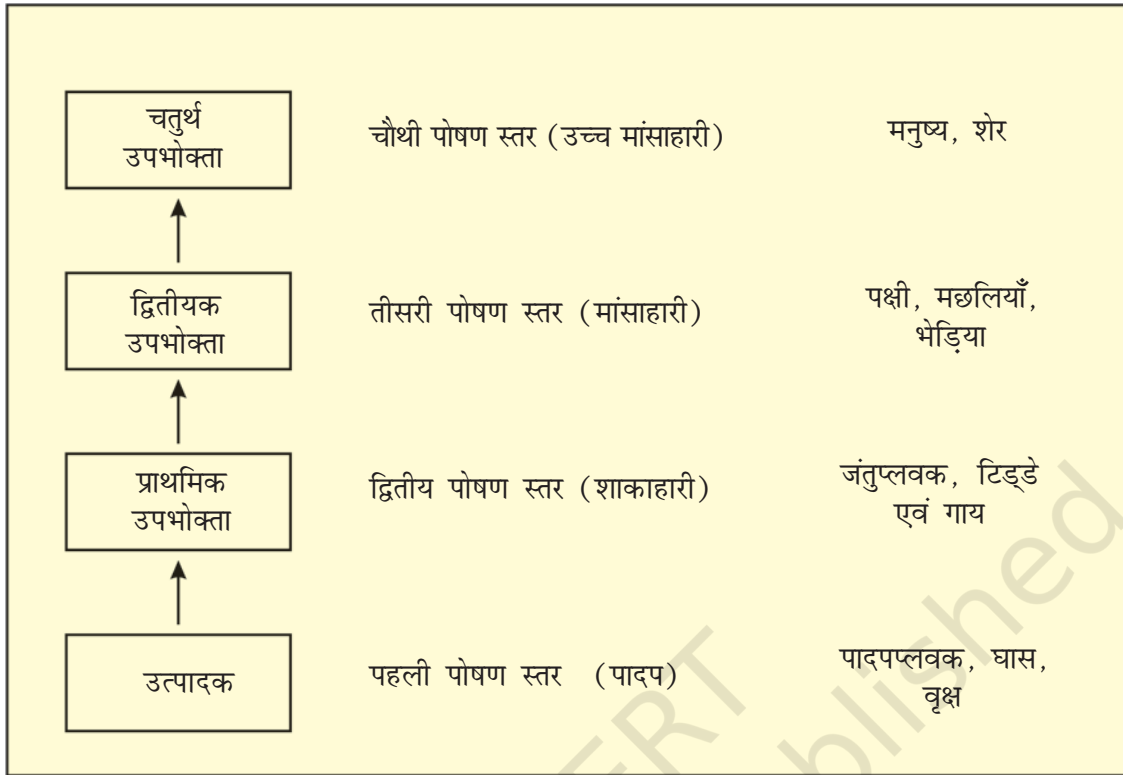 चतुर्थ
उपभोक्ता
चौथी पोषण स्तर (उच्च मांसाहारी)
मनुष्य, शेर
द्वितीयक
उपभोक्ता
तीसरी पोषण स्तर (मांसाहारी)
पक्षी, मछलियाँ,
भेड़िया
प्राथमिक
उपभोक्ता
द्वितीय पोषण स्तर (शाकाहारी)
जंतुप्लवक, टिड्डे
एवं गाय
उत्पादक
पहली पोषण स्तर (पादप)
पादपप्लवक, घास,
वृक्ष